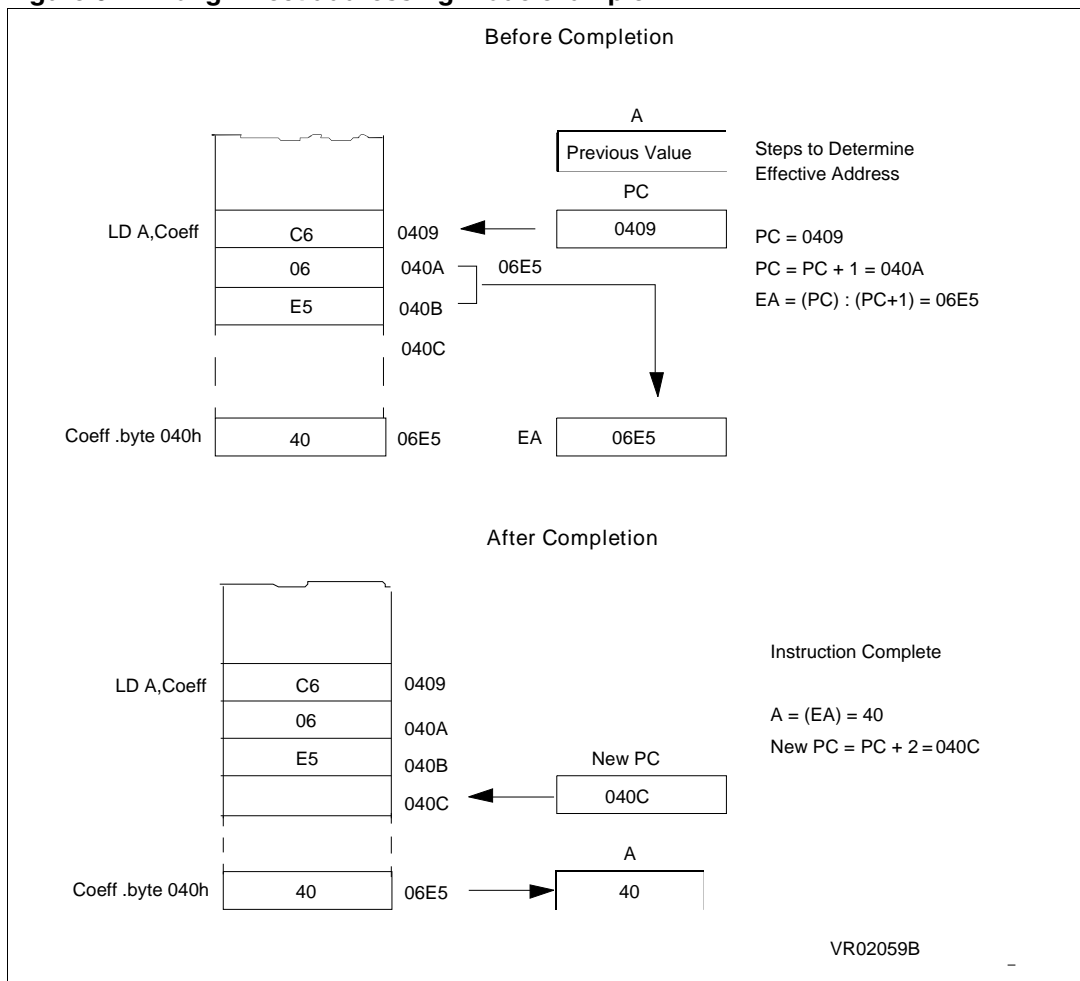 Before Completion
A
Previous Value
Steps to Determine
Effective Address
PC
LD A,Coeff
C6
0409
0409
PC = 0409
06
040A
06E5
PC = PC + 1 = 040A
E5
040B
EA = (PC) : (PC+1) = 06E5
040C
Coeff .byte 040h
40
06E5
EA
06E5
After Completion
Instruction Complete
LD A,Coeff
C6
0409
06
040A
A = (EA) = 40
E5
040B
New PC
New PC = PC + 2 = 040C
040C
040C
A
Coeff .byte 040h
40
06E5
40
VR02059B